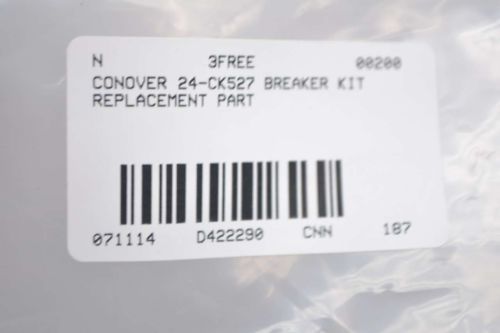 N 3FREE 00200
CONOVER 24-CK527 BREAKER KIT
REPLACEMENT PART
071114 D422290 CNN 187